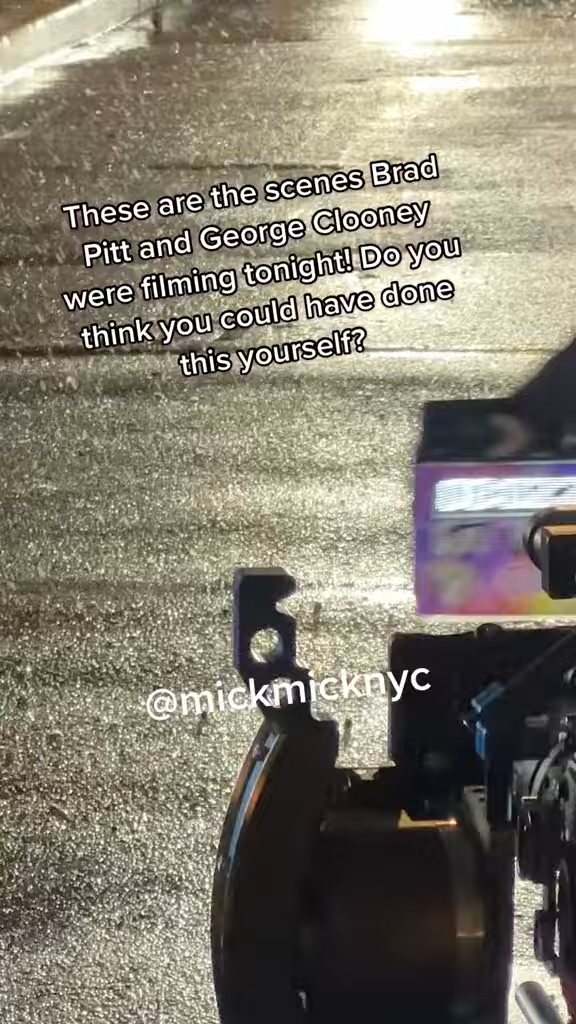 These are the scenes Brad
Pitt and George Clooney
were filming tonight! Do you
think you could have done
this yourself?
@mickmicknyc